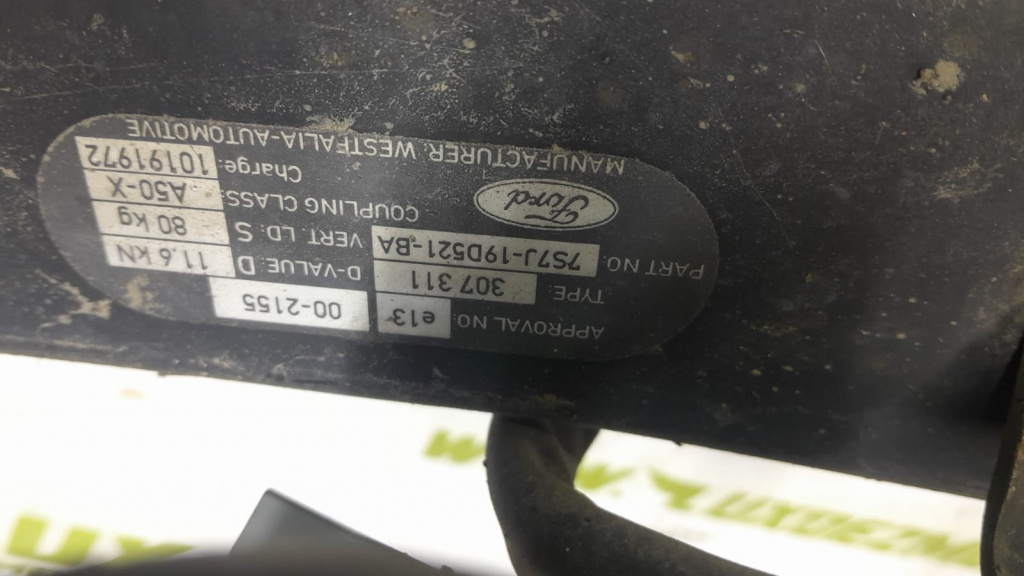 APPROVAL NO: e13 00-2155
TYPE: 307 311
D-VALUE: D 11,6 kN
PART NO: 7S7J-19D521-BA
VERT LD: S 80 kg
Ford
COUPLING CLASS: A50-X
Charge: 10191972
MANUFACTURER: WESTFALIA-AUTOMOTIVE